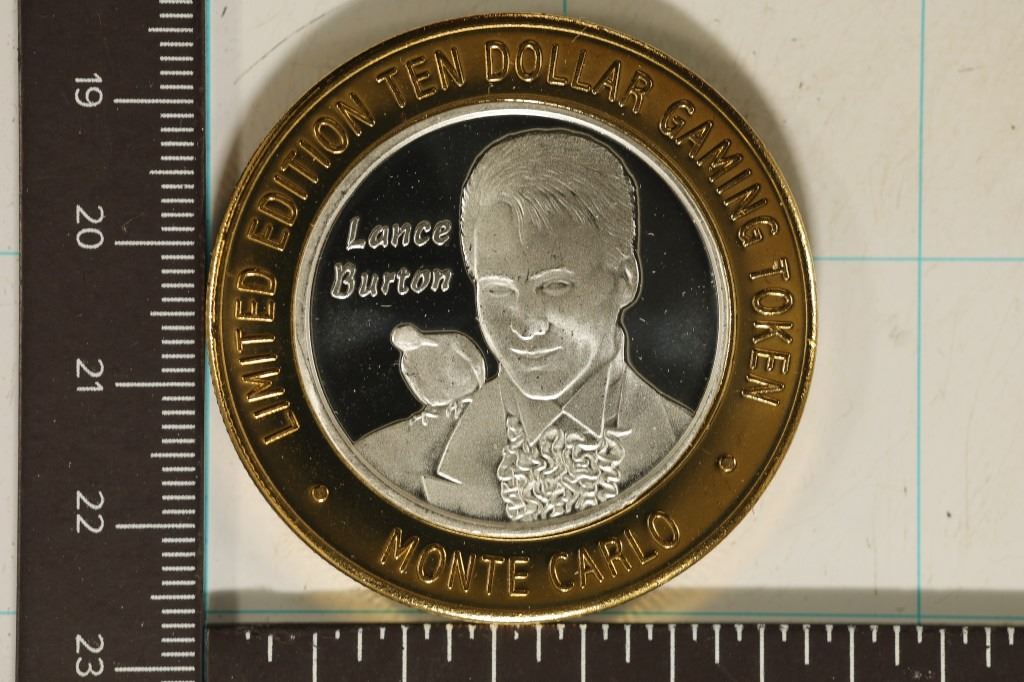 LIMITED EDITION TEN DOLLAR GAMING TOKEN
Lance
Burton
MONTE CARLO
19
20
21
22
23